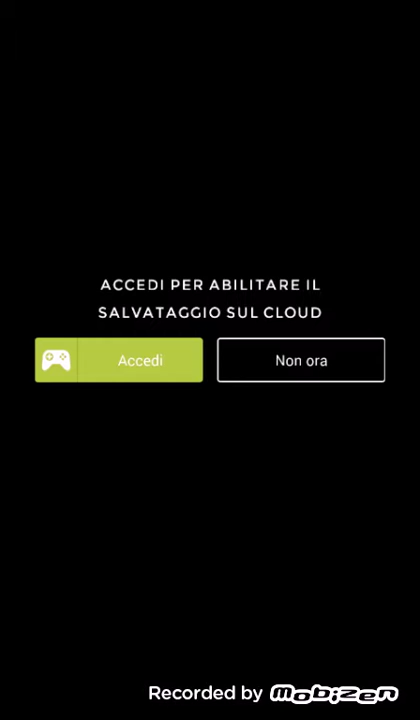 ACCEDI PER ABILITARE IL
SALVATAGGIO SUL CLOUD
Accedi
Non ora
Recorded by Mobizen